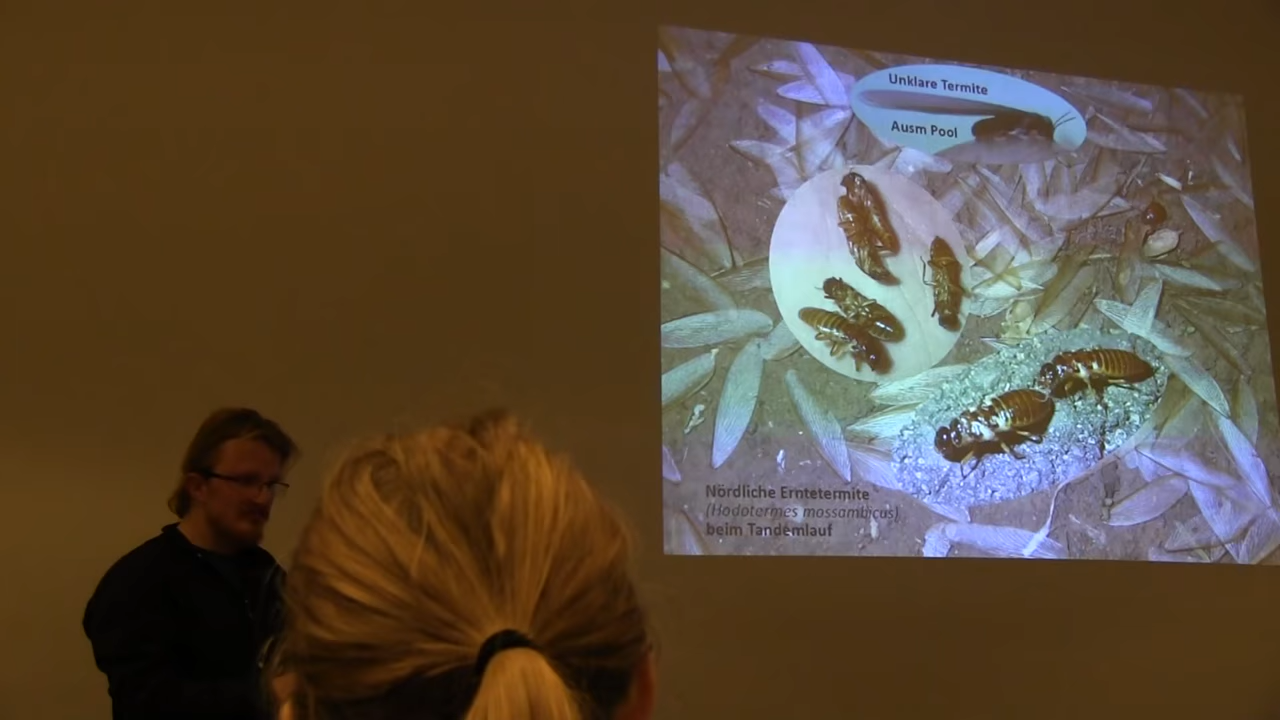 Unklare Termite
Ausm Pool
Nördliche Erntetermite
(Hodotermes mossambicus)
beim Tandemlauf